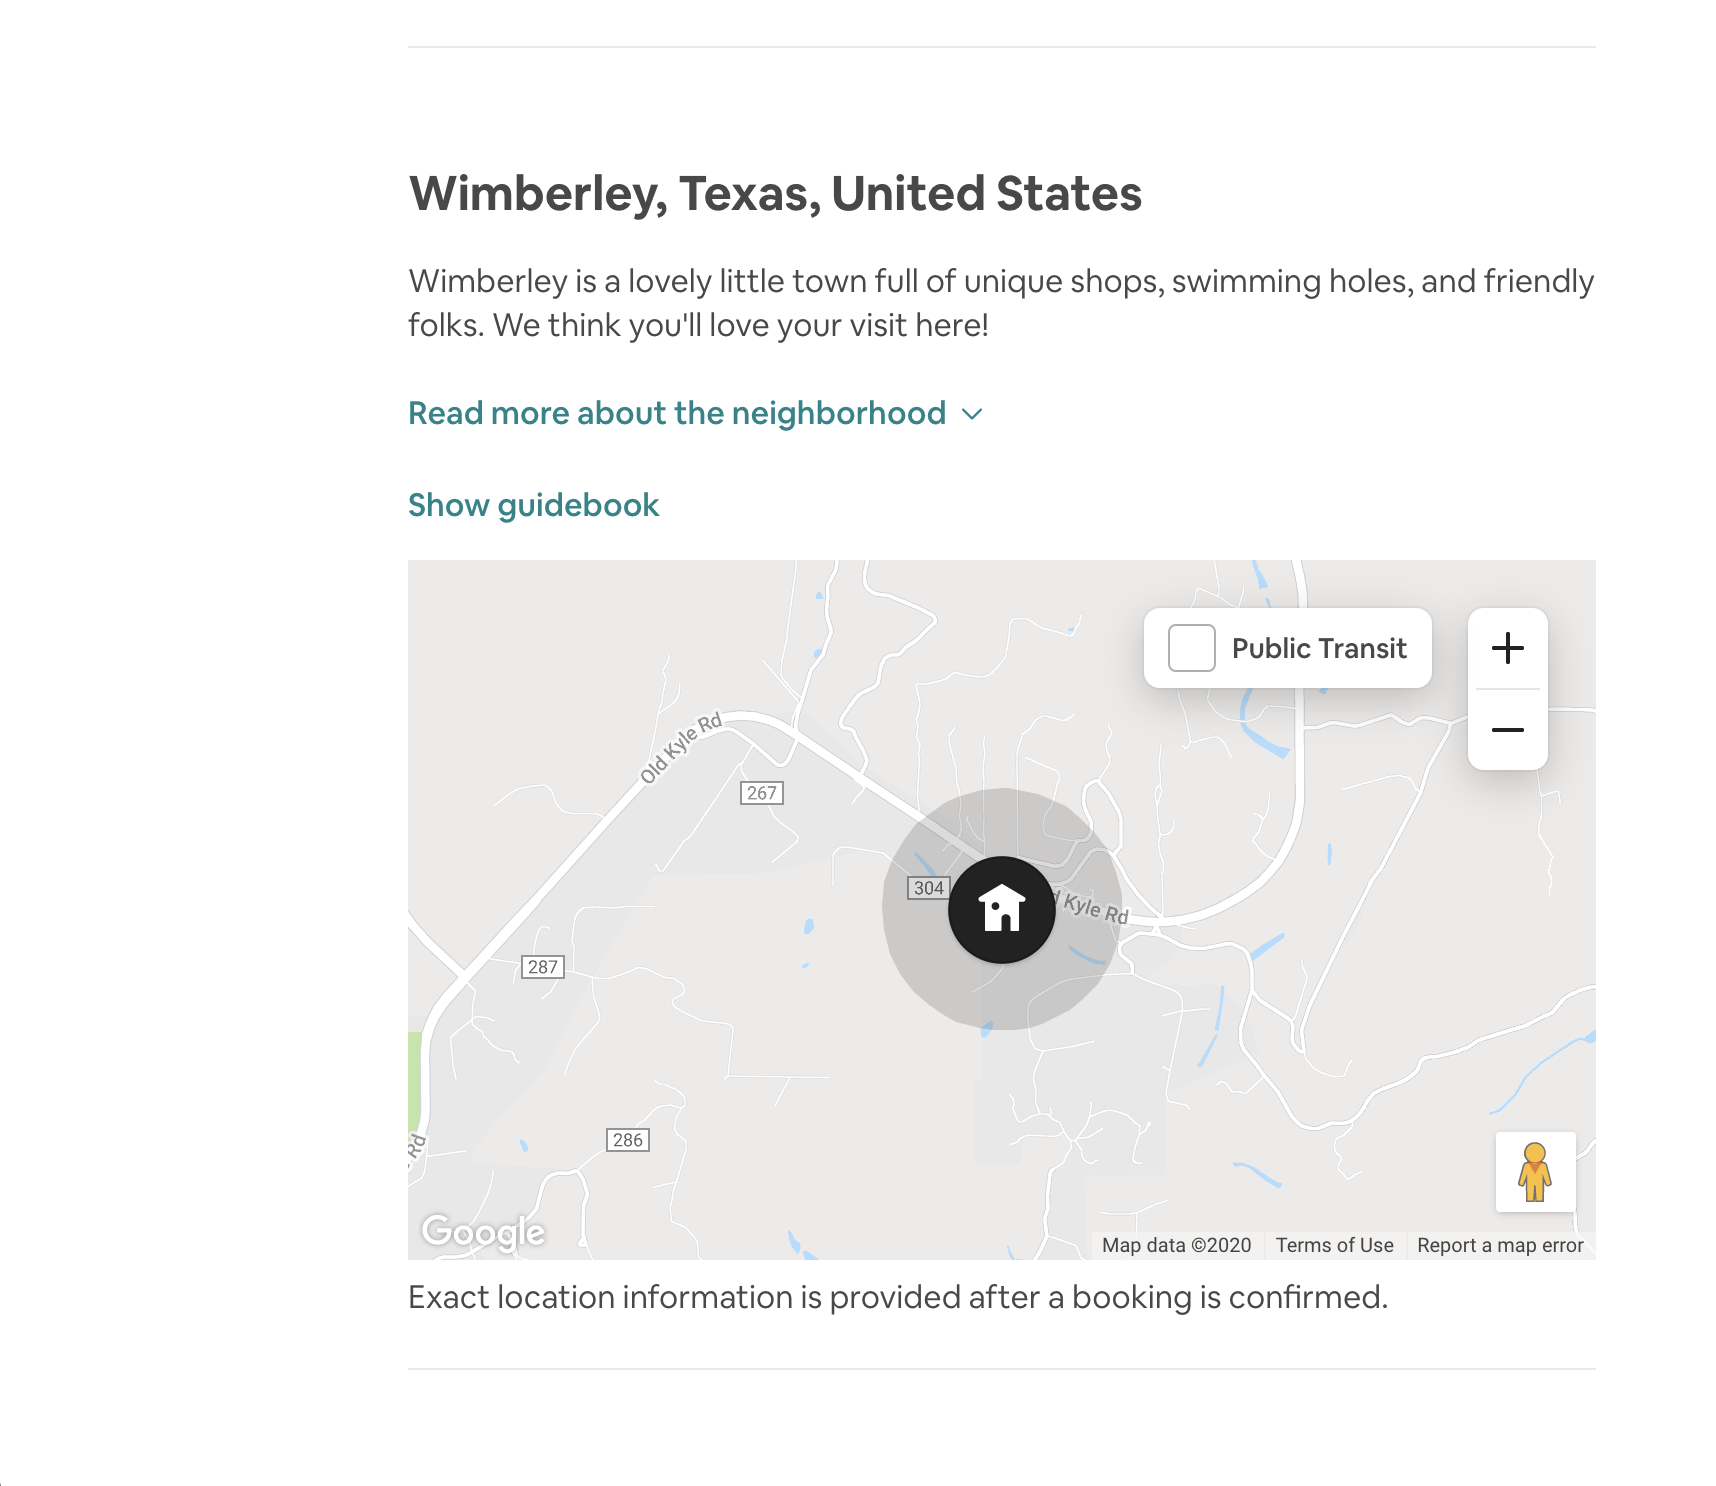 Wimberley, Texas, United States
Wimberley is a lovely little town full of unique shops, swimming holes, and friendly
folks. We think you'll love your visit here!
Read more about the neighborhood
Show guidebook
Public Transit
Old Kyle Rd
267
304
d Kyle Rd
287
286
Rd
Google
Map data ©2020
Terms of Use
Report a map error
Exact location information is provided after a booking is confirmed.